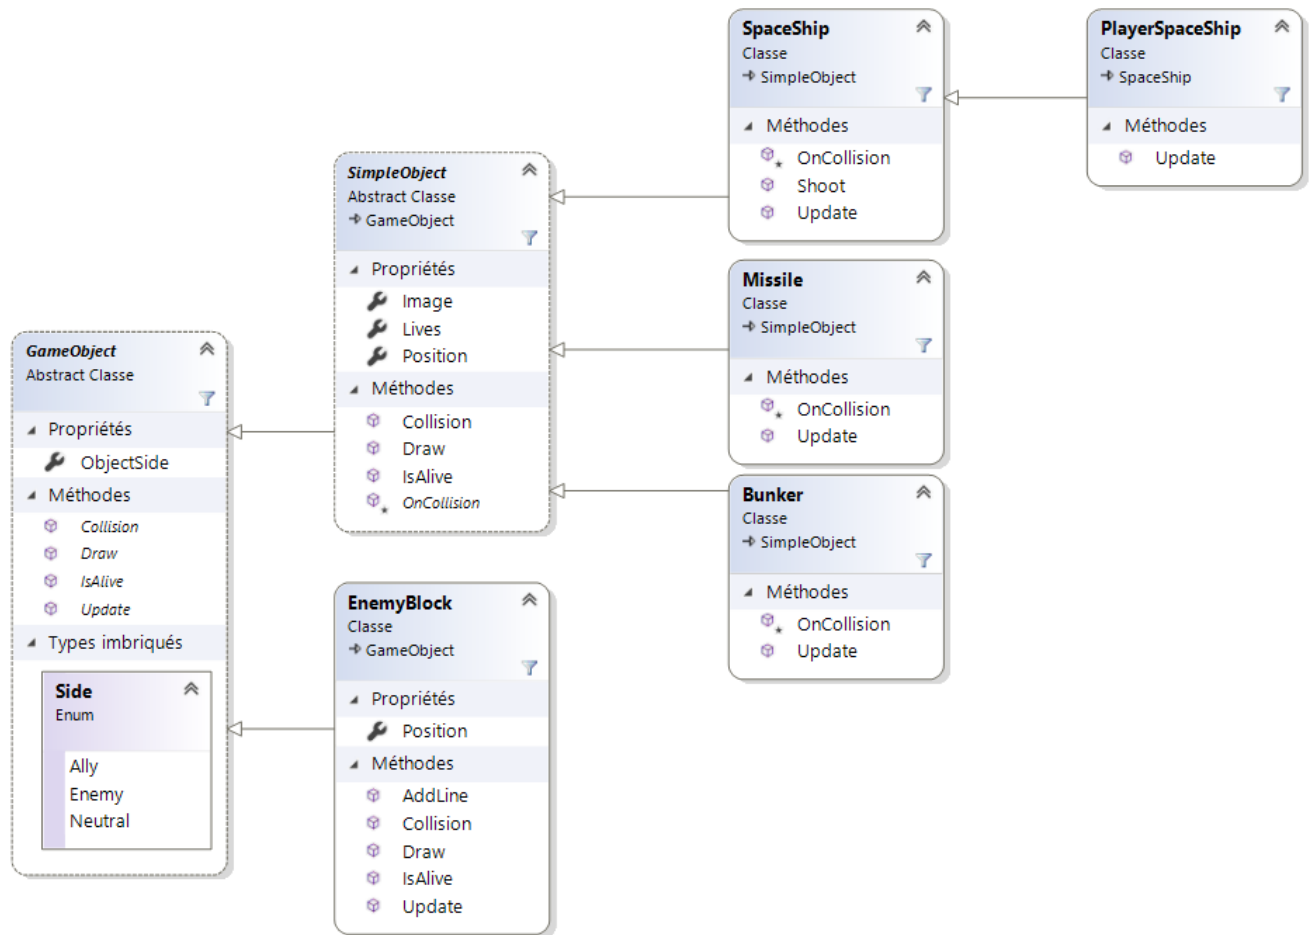 GameObject
Abstract Classe
Propriétés
ObjectSide
Méthodes
Collision
Draw
IsAlive
Update
Types imbriqués
Side
Enum
Ally
Enemy
Neutral
SimpleObject
Abstract Classe
GameObject
Propriétés
Image
Lives
Position
Méthodes
Collision
Draw
IsAlive
OnCollision
EnemyBlock
Classe
GameObject
Propriétés
Position
Méthodes
AddLine
Collision
Draw
IsAlive
Update
SpaceShip
Classe
SimpleObject
Méthodes
OnCollision
Shoot
Update
Missile
Classe
SimpleObject
Méthodes
OnCollision
Update
Bunker
Classe
SimpleObject
Méthodes
OnCollision
Update
PlayerSpaceShip
Classe
SpaceShip
Méthodes
Update